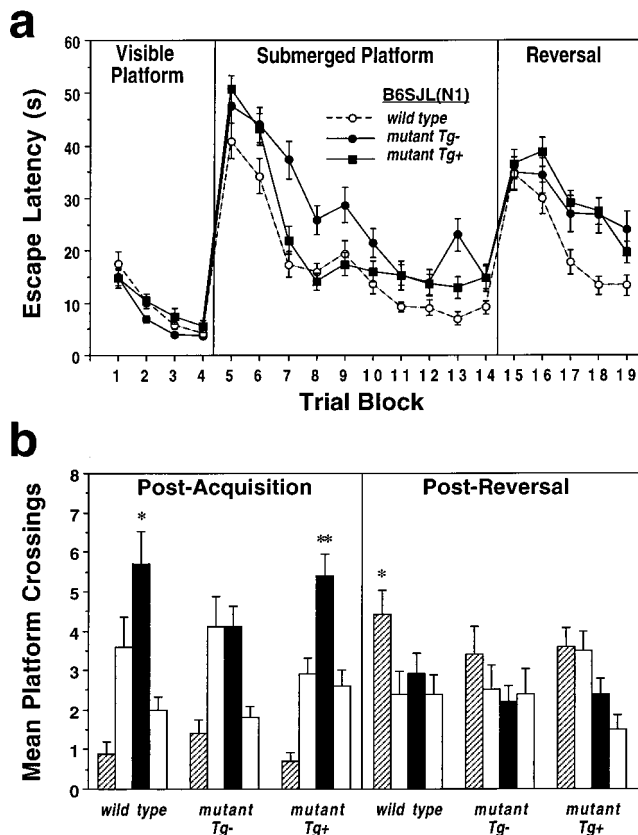 a
Visible Platform
Submerged Platform
Reversal
B6SJL(N1)
wild type
mutant Tg-
mutant Tg+
Escape Latency (s)
60
50
40
30
20
10
0
1 2 3 4 5 6 7 8 9 10 11 12 13 14 15 16 17 18 19
Trial Block
b
Post-Acquisition
Post-Reversal
Mean Platform Crossings
8
7
6
5
4
3
2
1
0
*
**
*
wild type
mutant Tg-
mutant Tg+
wild type
mutant Tg-
mutant Tg+